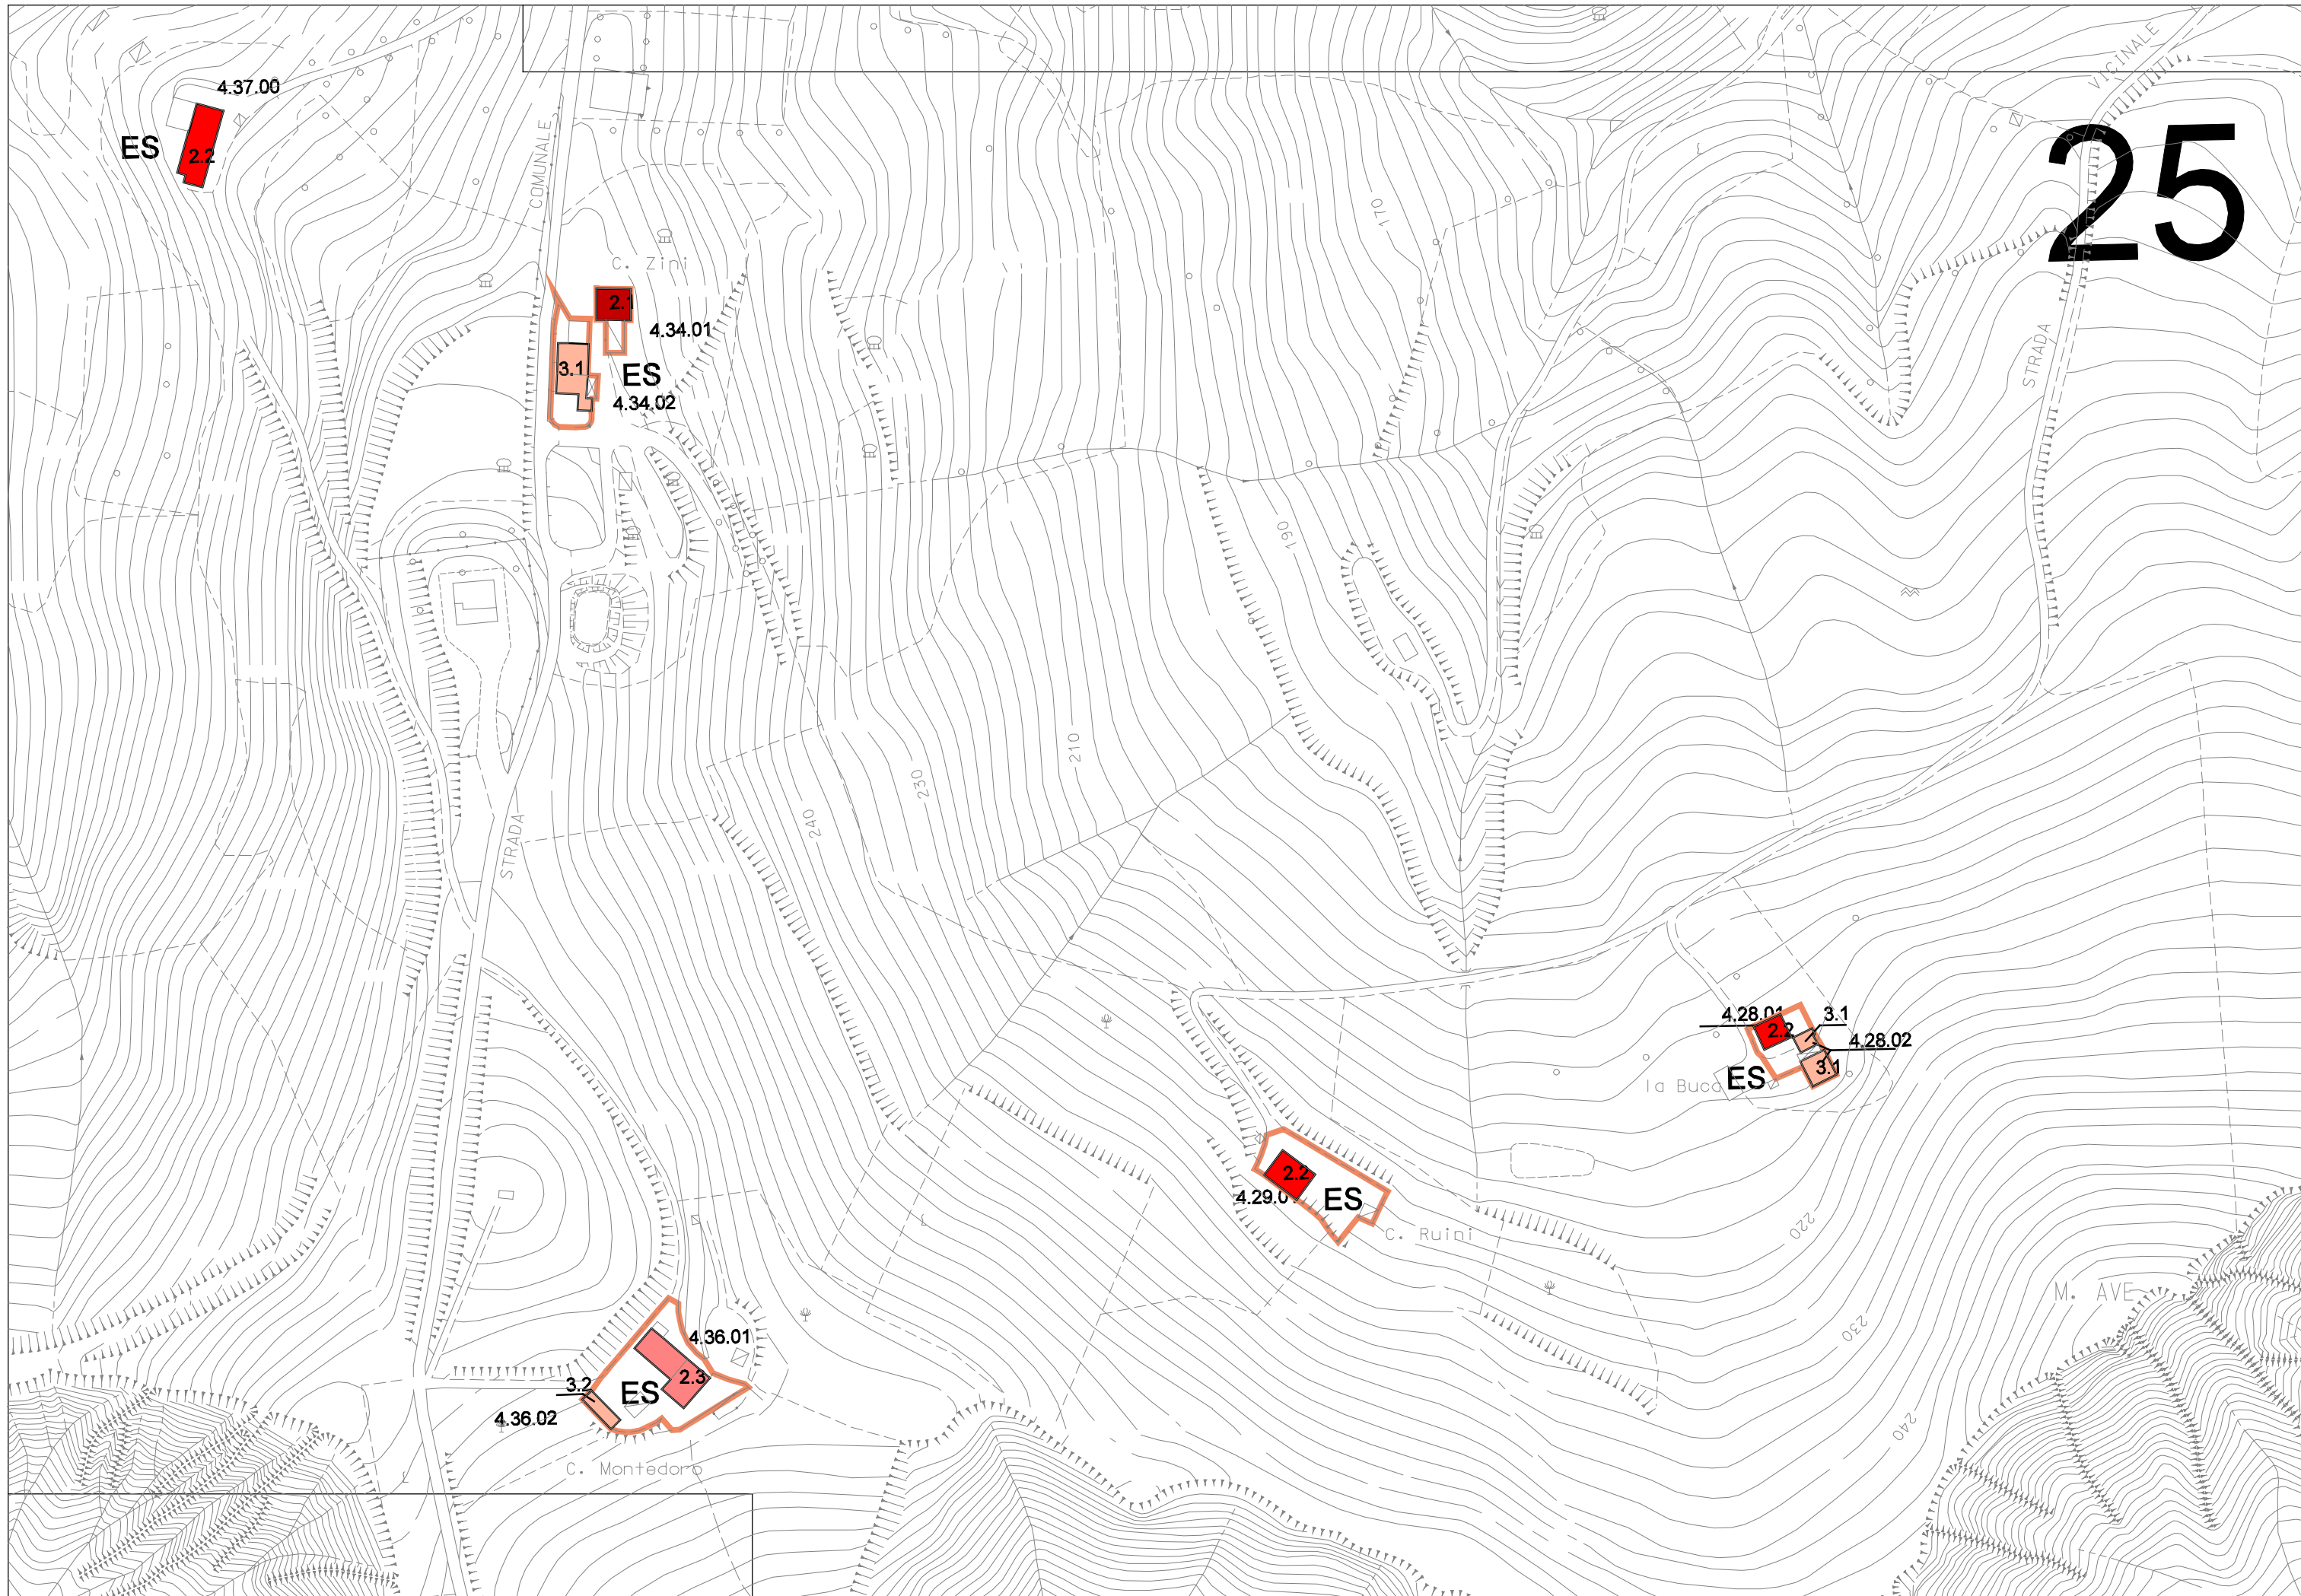 VICINALE
4.37.00
25
ES
2.2
COMUNALE
170
C. Zini
2.1
4.34.01
STRADA
3.1
ES
4.34.02
190
210
230
240
STRADA
4.28.01
3.1
2.2
4.28.02
3.1
la Buca
ES
2.2
4.29.01
ES
C. Ruini
220
M. AVE
230
4.36.01
2.3
3.2
ES
4.36.02
240
C. Montedoro